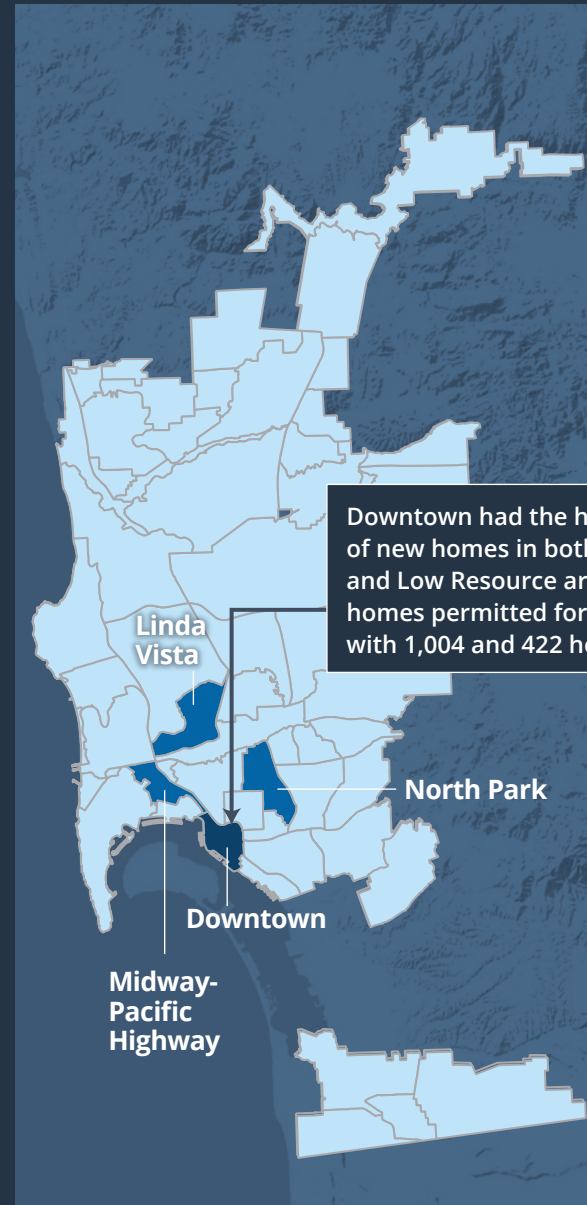 Downtown had the h
of new homes in both
and Low Resource ar
homes permitted for
with 1,004 and 422 h
Linda
Vista
North Park
Downtown
Midway-
Pacific
Highway